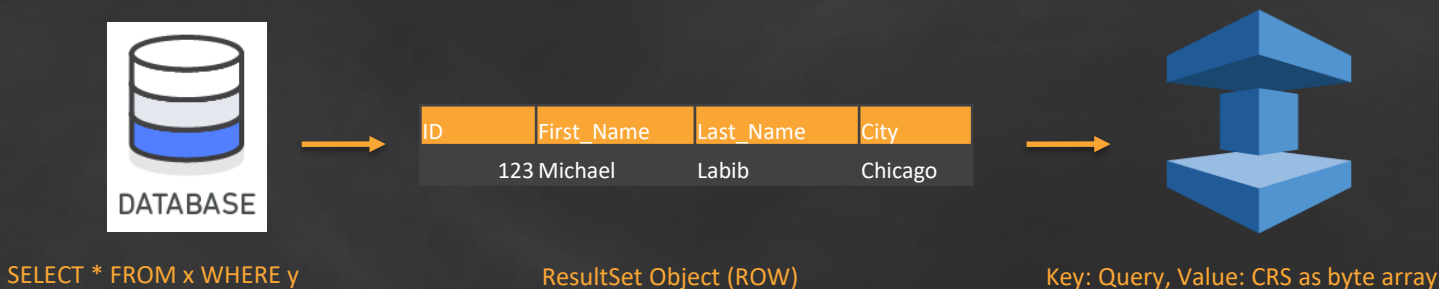 ID First_Name Last_Name City
123 Michael Labib Chicago
DATABASE
SELECT * FROM x WHERE y
ResultSet Object (ROW)
Key: Query, Value: CRS as byte array